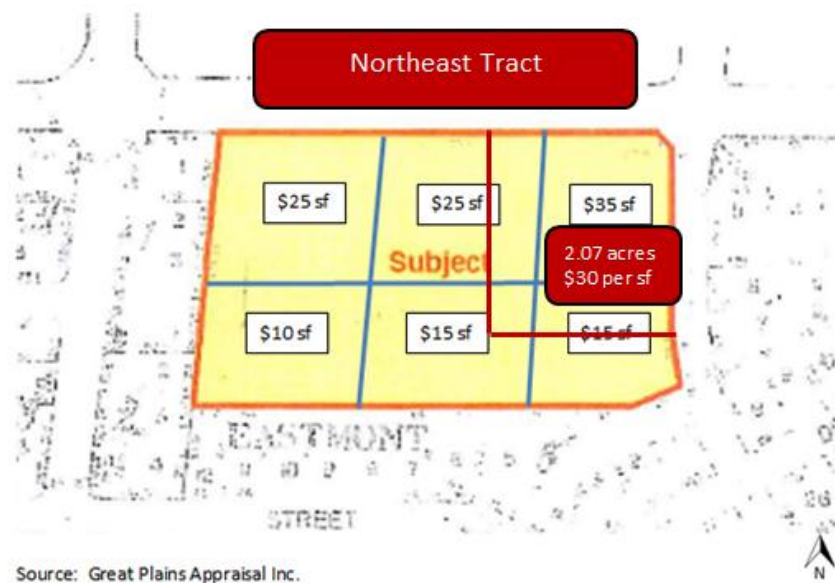 Northeast Tract
$25 sf
$25 sf
$35 sf
Subject
2.07 acres
$30 per sf
$10 sf
$15 sf
$15 sf
EASTMONT
STREET
Source: Great Plains Appraisal Inc.
N